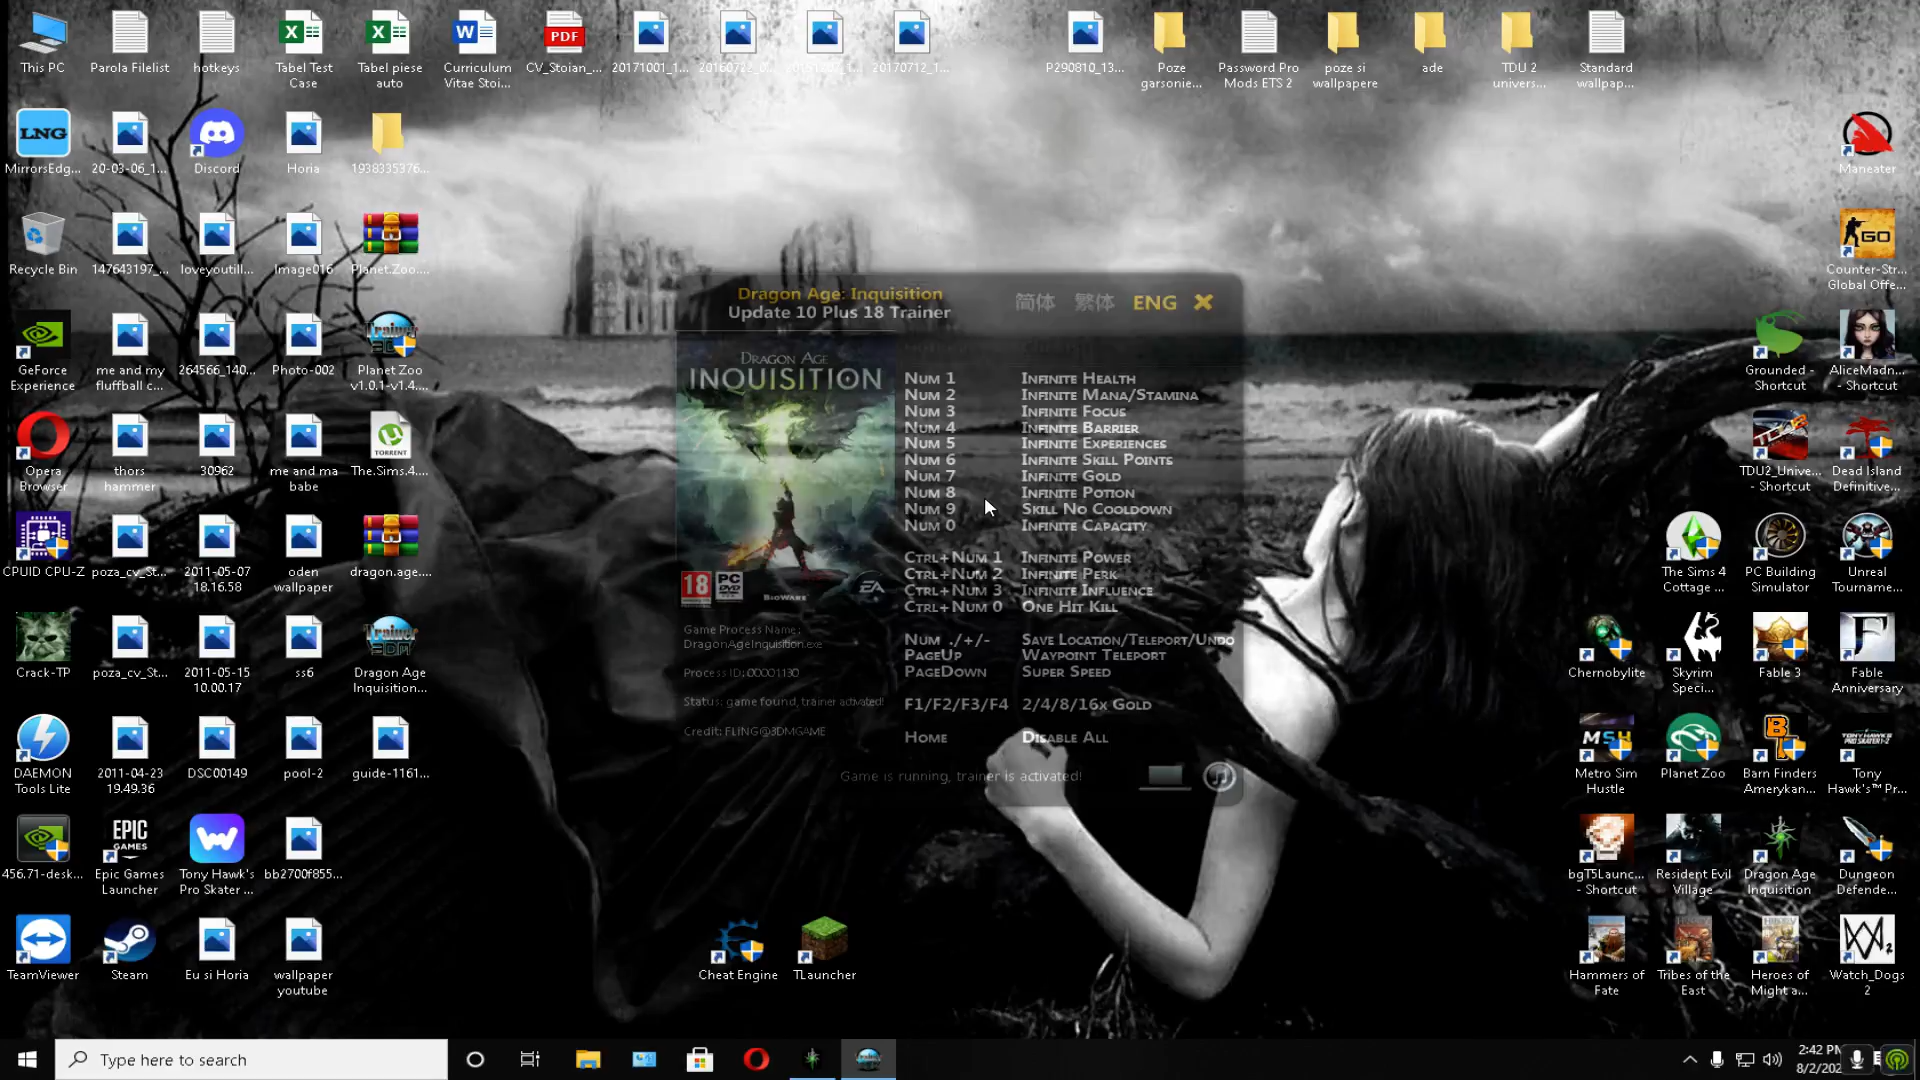 This PC
Parola Filelist
hotkeys
Tabel Test
Case
Tabel piese
auto
Curriculum
Vitae Stoi...
CV_Stoian_...
20171001_1...
20170712_1...
P290810_13...
Poze
garsonie...
Password Pro
Mods ETS 2
poze si
wallpapere
ade
TDU 2
univers...
Standard
wallpap...
LNG
MirrorsEdg...
20-03-06_1...
Discord
Horia
1938335376...
Maneater
Recycle Bin
147643197_...
loveyoutill...
Image016
Planet.Zoo....
GO
Counter-Str...
Global Offe...
GeForce
Experience
me and my
fluffball c...
264566_140...
Photo-002
Planet Zoo
v1.0.1-v1.4....
Grounded -
Shortcut
AliceMadn...
- Shortcut
Opera
Browser
thors
hammer
30962
me and ma
babe
TORRENT
The.Sims.4....
TDU2_Unive...
- Shortcut
Dead Island
Definitive...
CPUID CPU-Z
poza_cv_St...
2011-05-07
18.16.58
oden
wallpaper
dragon.age....
The Sims 4
Cottage ...
PC Building
Simulator
Unreal
Tourname...
Crack-TP
poza_cv_St...
2011-05-15
10.00.17
ss6
Dragon Age
Inquisition...
Chernobylite
Skyrim
Speci...
Fable 3
Fable
Anniversary
DAEMON
Tools Lite
2011-04-23
19.49.36
DSC00149
pool-2
guide-1161...
Metro Sim
Hustle
Planet Zoo
Barn Finders
Amerykan...
Tony
Hawk's™ Pr...
456.71-desk...
EPIC
GAMES
Epic Games
Launcher
Tony Hawk's
Pro Skater ...
bb2700f855...
bgT5Launc...
- Shortcut
Resident Evil
Village
Dragon Age
Inquisition
Dungeon
Defende...
TeamViewer
Steam
Eu si Horia
wallpaper
youtube
Cheat Engine
TLauncher
Hammers of
Fate
Tribes of the
East
Heroes of
Might a...
Watch_Dogs
2
Dragon Age: Inquisition
Update 10 Plus 18 Trainer
简体 繁体 ENG
DRAGON AGE
INQUISITION
18
PC
DVD
BIOWARE
EA
Num 1 Infinite Health
Num 2 Infinite Mana/Stamina
Num 3 Infinite Focus
Num 4 Infinite Barrier
Num 5 Infinite Experiences
Num 6 Infinite Skill Points
Num 7 Infinite Gold
Num 8 Infinite Potion
Num 9 Skill No Cooldown
Num 0 Infinite Capacity
Ctrl+Num 1 Infinite Power
Ctrl+Num 2 Infinite Perk
Ctrl+Num 3 Infinite Influence
Ctrl+Num 0 One Hit Kill
Num ./+/- Save Location/Teleport/Undo
PageUp Waypoint Teleport
PageDown Super Speed
F1/F2/F3/F4 2/4/8/16x Gold
Home Disable All
Game Process Name:
DragonAgeInquisition.exe
Process ID: 00001130
Status: game found, trainer activated!
Credit: FLiNG@3DMGAME
Game is running, trainer is activated!
Type here to search
2:42 PM